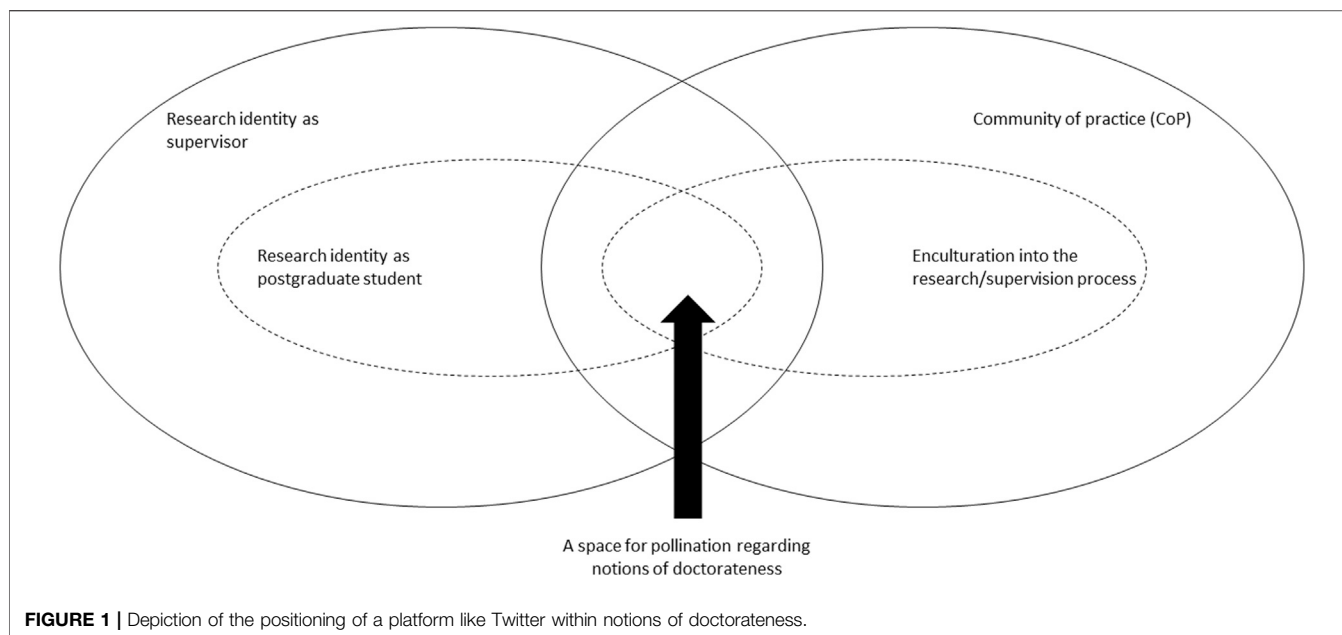 Research identity as
supervisor
Community of practice (CoP)
Research identity as
postgraduate student
Enculturation into the
research/supervision process
A space for pollination regarding
notions of doctorateness
FIGURE 1 | Depiction of the positioning of a platform like Twitter within notions of doctorateness.